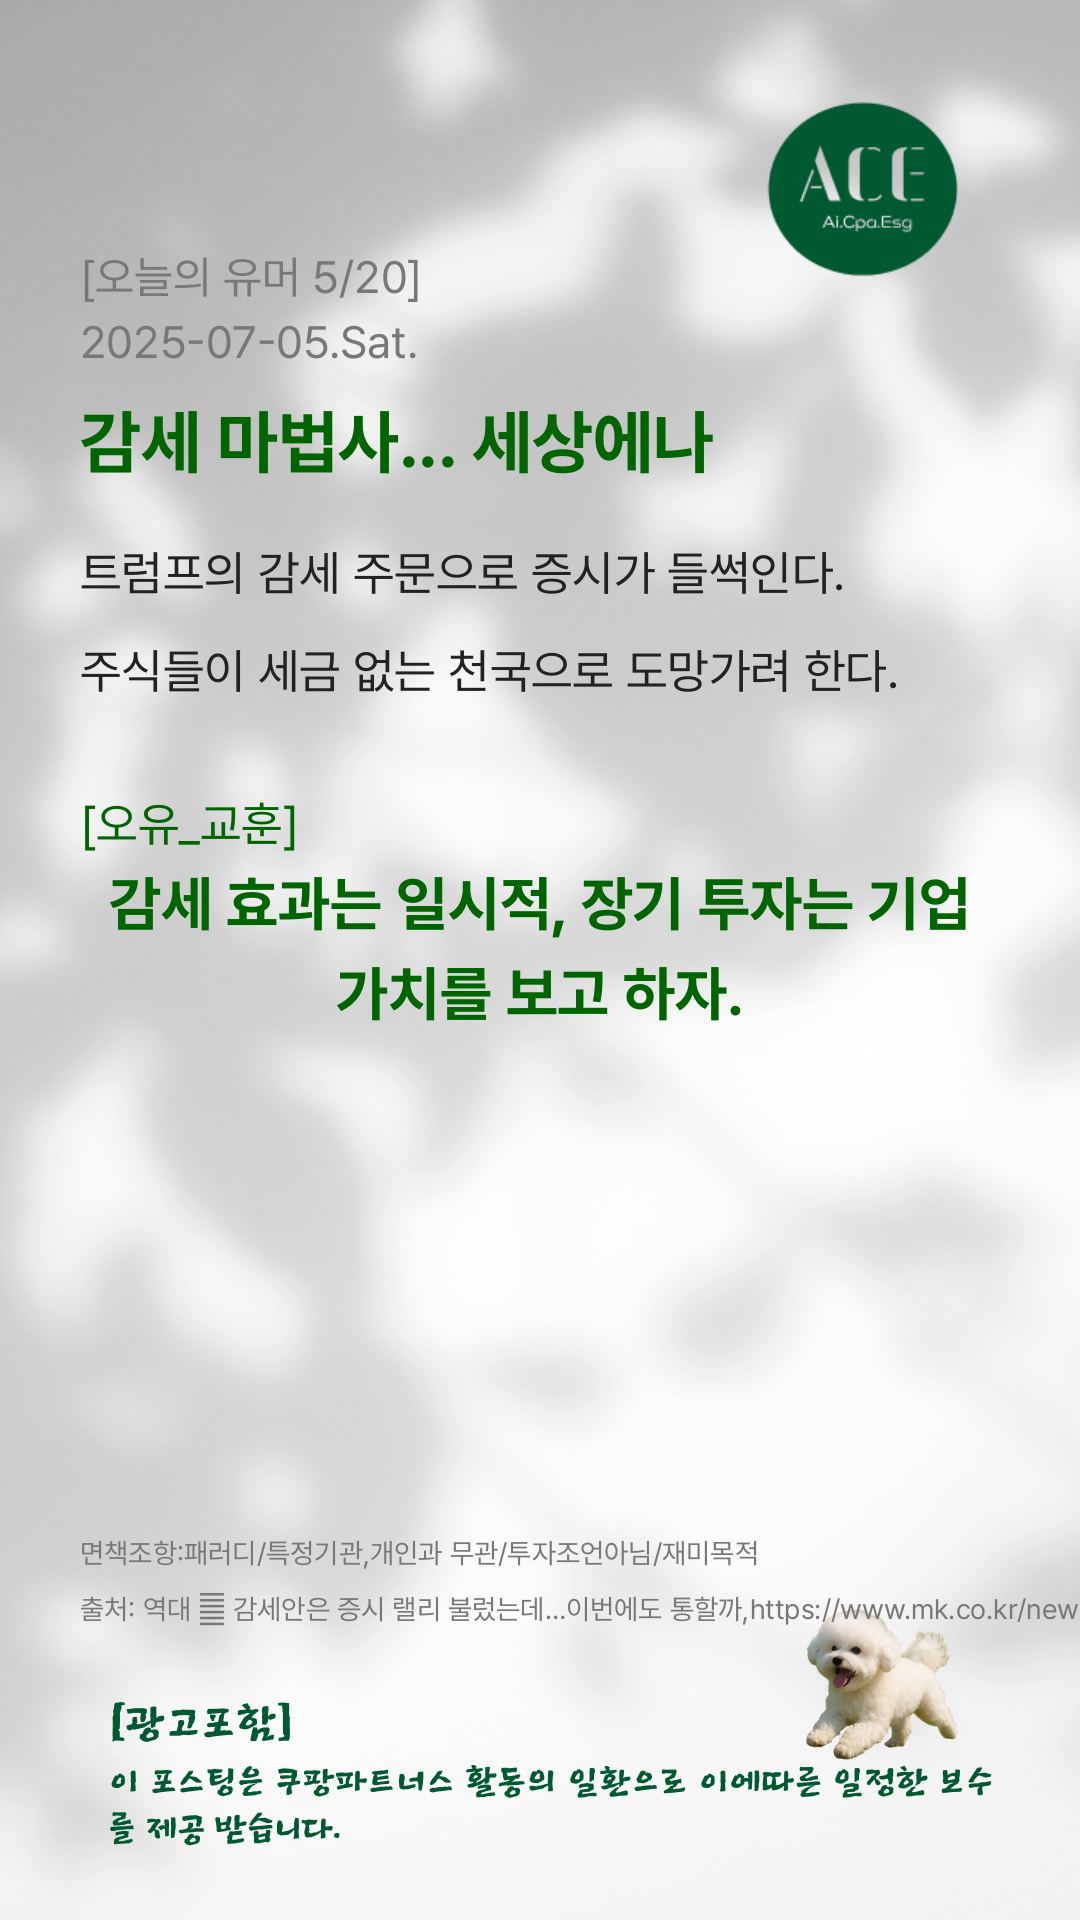 ACE
Ai.Cpa.Esg
[오늘의 유머 5/20]
2025-07-05.Sat.
감세 마법사... 세상에나
트럼프의 감세 주문으로 증시가 들썩인다.
주식들이 세금 없는 천국으로 도망가려 한다.
[오유_교훈]
감세 효과는 일시적, 장기 투자는 기업
가치를 보고 하자.
면책조항:패러디/특정기관,개인과 무관/투자조언아님/재미목적
출처: 역대 감세안은 증시 랠리 불렀는데...이번에도 통할까,https://www.mk.co.kr/new
[광고포함]
이 포스팅은 쿠팡파트너스 활동의 일환으로 이에따른 일정한 보수
를 제공 받습니다.